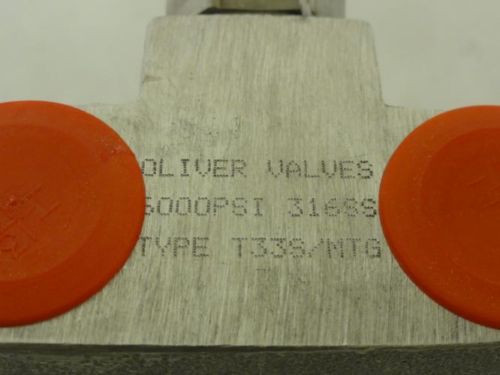 OLIVER VALVES
6000PSI 316SS
TYPE T33S/MTG